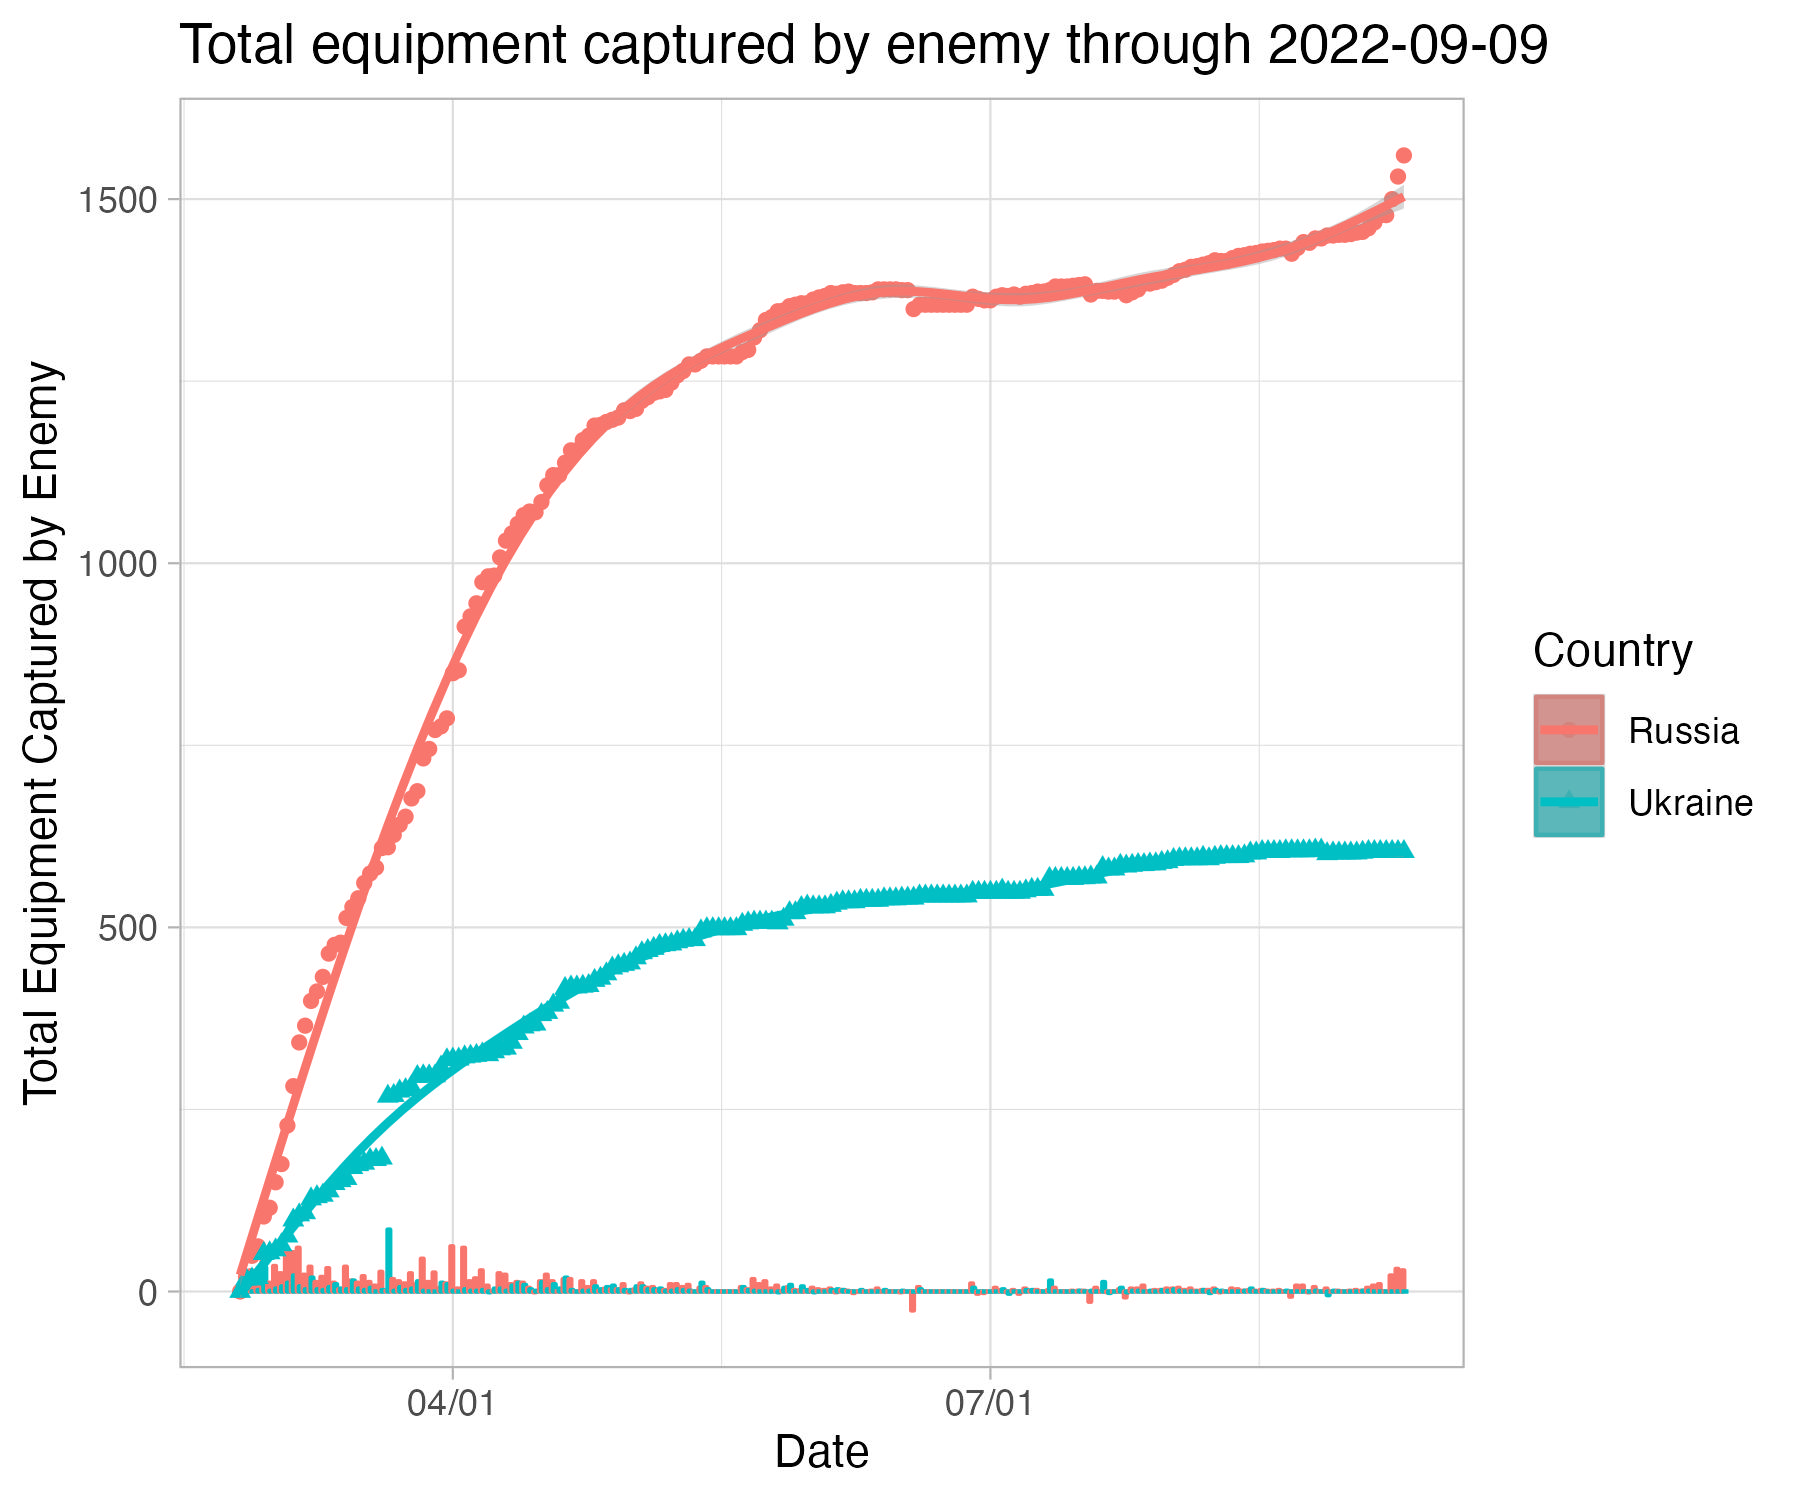 Total equipment captured by enemy through 2022-09-09
Total Equipment Captured by Enemy
1500
1000
500
0
04/01
07/01
Date
Country
Russia
Ukraine